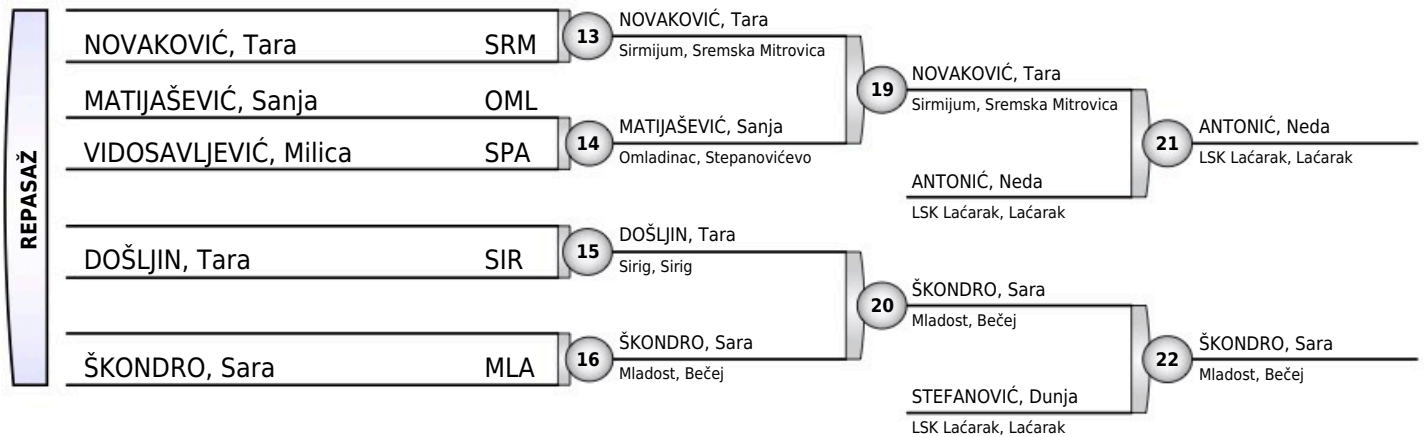 REPASAŽ
NOVAKOVIĆ, Tara SRM
MATIJAŠEVIĆ, Sanja OML
VIDOSAVLJEVIĆ, Milica SPA
DOŠLJIN, Tara SIR
ŠKONDRO, Sara MLA
13
NOVAKOVIĆ, Tara
Sirmijum, Sremska Mitrovica
14
MATIJAŠEVIĆ, Sanja
Omladinac, Stepanovićevo
15
DOŠLJIN, Tara
Sirig, Sirig
16
ŠKONDRO, Sara
Mladost, Bečej
19
NOVAKOVIĆ, Tara
Sirmijum, Sremska Mitrovica
ANTONIĆ, Neda
LSK Laćarak, Laćarak
20
ŠKONDRO, Sara
Mladost, Bečej
STEFANOVIĆ, Dunja
LSK Laćarak, Laćarak
21
ANTONIĆ, Neda
LSK Laćarak, Laćarak
22
ŠKONDRO, Sara
Mladost, Bečej